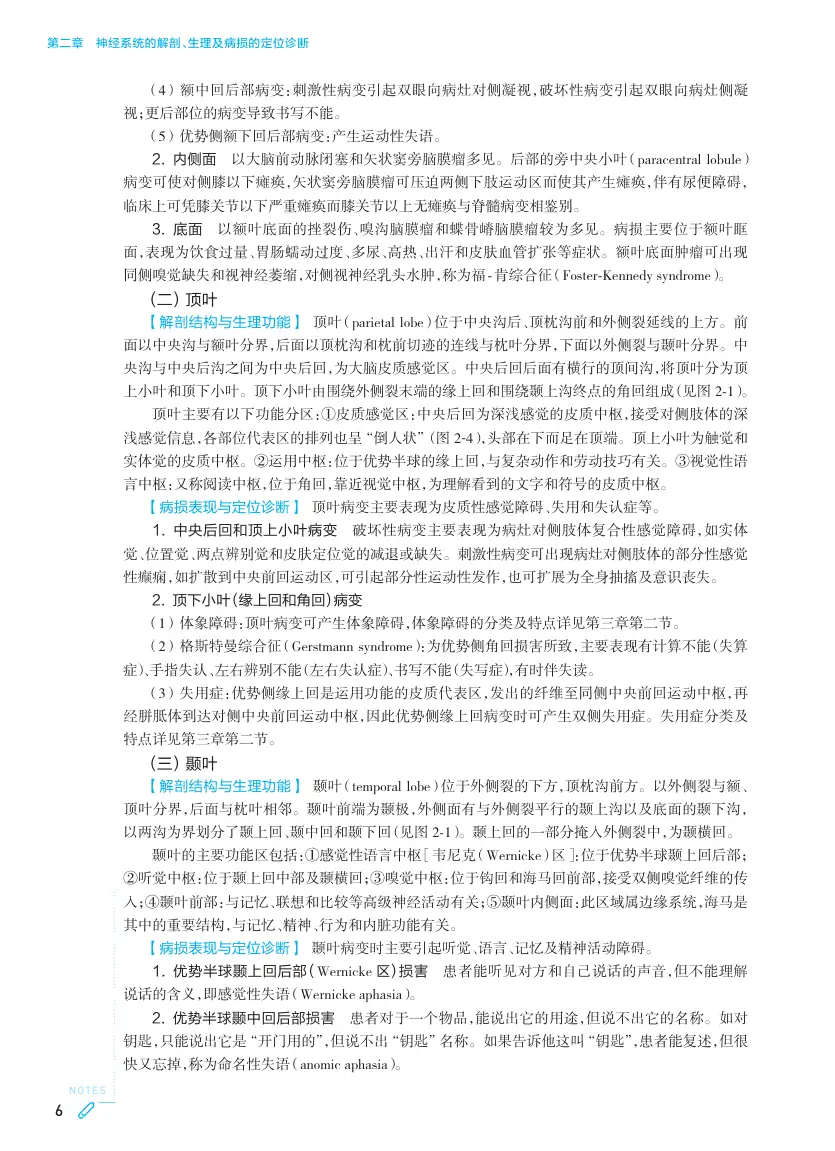 第二章　神经系统的解剖、生理及病损的定位诊断
（4）额中回后部病变：刺激性病变引起双眼向病灶对侧凝视，破坏性病变引起双眼向病灶侧凝
视；更后部位的病变导致书写不能。
（5）优势侧额下回后部病变：产生运动性失语。
2. 内侧面　以大脑前动脉闭塞和矢状窦旁脑膜瘤多见。后部的旁中央小叶（paracentral lobule）
病变可使对侧膝以下瘫痪，矢状窦旁脑膜瘤可压迫两侧下肢运动区而使其产生瘫痪，伴有尿便障碍，
临床上可凭膝关节以下严重瘫痪而膝关节以上无瘫痪与脊髓病变相鉴别。
3. 底面　以额叶底面的挫裂伤、嗅沟脑膜瘤和蝶骨嵴脑膜瘤较为多见。病损主要位于额叶眶
面，表现为饮食过量、胃肠蠕动过度、多尿、高热、出汗和皮肤血管扩张等症状。额叶底面肿瘤可出现
同侧嗅觉缺失和视神经萎缩，对侧视神经乳头水肿，称为福-肯综合征（Foster-Kennedy syndrome）。
（二）顶叶
【解剖结构与生理功能】　顶叶（parietal lobe）位于中央沟后、顶枕沟前和外侧裂延线的上方。前
面以中央沟与额叶分界，后面以顶枕沟和枕前切迹的连线与枕叶分界，下面以外侧裂与颞叶分界。中
央沟与中央后沟之间为中央后回，为大脑皮质感觉区。中央后回后面有横行的顶间沟，将顶叶分为顶
上小叶和顶下小叶。顶下小叶由围绕外侧裂末端的缘上回和围绕颞上沟终点的角回组成（见图 2-1）。
顶叶主要有以下功能分区：①皮质感觉区：中央后回为深浅感觉的皮质中枢，接受对侧肢体的深
浅感觉信息，各部位代表区的排列也呈“倒人状”（图 2-4），头部在下而足在顶端。顶上小叶为触觉和
实体觉的皮质中枢。②运用中枢：位于优势半球的缘上回，与复杂动作和劳动技巧有关。③视觉性语
言中枢：又称阅读中枢，位于角回，靠近视觉中枢，为理解看到的文字和符号的皮质中枢。
【病损表现与定位诊断】　顶叶病变主要表现为皮质性感觉障碍、失用和失认症等。
1. 中央后回和顶上小叶病变　破坏性病变主要表现为病灶对侧肢体复合性感觉障碍，如实体
觉、位置觉、两点辨别觉和皮肤定位觉的减退或缺失。刺激性病变可出现病灶对侧肢体的部分性感觉
性癫痫，如扩散到中央前回运动区，可引起部分性运动性发作，也可扩展为全身抽搐及意识丧失。
2. 顶下小叶（缘上回和角回）病变
（1）体象障碍：顶叶病变可产生体象障碍，体象障碍的分类及特点详见第三章第二节。
（2）格斯特曼综合征（Gerstmann syndrome）：为优势侧角回损害所致，主要表现有计算不能（失算
症）、手指失认、左右辨别不能（左右失认症）、书写不能（失写症），有时伴失读。
（3）失用症：优势侧缘上回是运用功能的皮质代表区，发出的纤维至同侧中央前回运动中枢，再
经胼胝体到达对侧中央前回运动中枢，因此优势侧缘上回病变时可产生双侧失用症。失用症分类及
特点详见第三章第二节。
（三）颞叶
【解剖结构与生理功能】　颞叶（temporal lobe）位于外侧裂的下方，顶枕沟前方。以外侧裂与额、
顶叶分界，后面与枕叶相邻。颞叶前端为颞极，外侧面有与外侧裂平行的颞上沟以及底面的颞下沟，
以两沟为界划分了颞上回、颞中回和颞下回（见图 2-1）。颞上回的一部分掩入外侧裂中，为颞横回。
颞叶的主要功能区包括：①感觉性语言中枢［韦尼克（Wernicke）区］：位于优势半球颞上回后部；
②听觉中枢：位于颞上回中部及颞横回；③嗅觉中枢：位于钩回和海马回前部，接受双侧嗅觉纤维的传
入；④颞叶前部：与记忆、联想和比较等高级神经活动有关；⑤颞叶内侧面：此区域属边缘系统，海马是
其中的重要结构，与记忆、精神、行为和内脏功能有关。
【病损表现与定位诊断】　颞叶病变时主要引起听觉、语言、记忆及精神活动障碍。
1. 优势半球颞上回后部（Wernicke 区）损害　患者能听见对方和自己说话的声音，但不能理解
说话的含义，即感觉性失语（Wernicke aphasia）。
2. 优势半球颞中回后部损害　患者对于一个物品，能说出它的用途，但说不出它的名称。如对
钥匙，只能说出它是“开门用的”，但说不出“钥匙”名称。如果告诉他这叫“钥匙”，患者能复述，但很
快又忘掉，称为命名性失语（anomic aphasia）。
NOTES
6